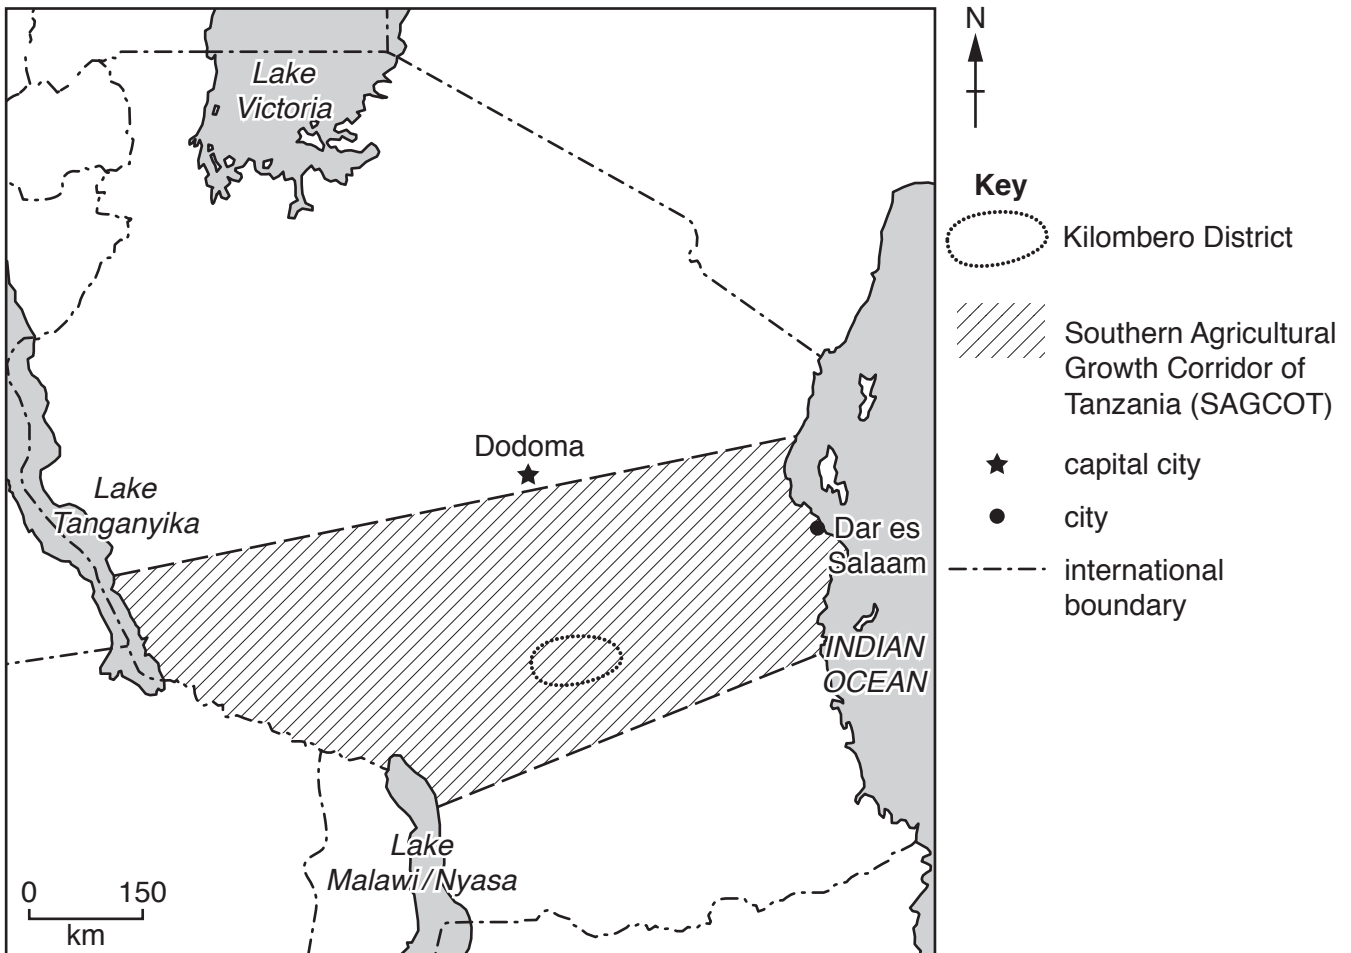 Lake
Victoria
Dodoma
Lake
Tanganyika
Dar es
Salaam
INDIAN
OCEAN
Lake
Malawi/Nyasa
0 150
km
N
Key
Kilombero District
Southern Agricultural
Growth Corridor of
Tanzania (SAGCOT)
capital city
city
international
boundary